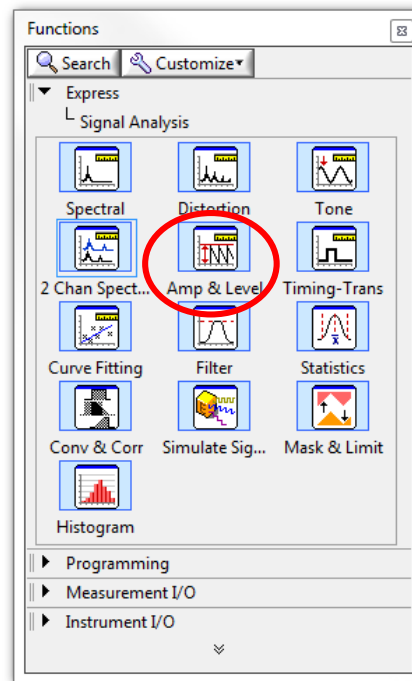 Functions
Search Customize
Express
Signal Analysis
Spectral Distortion Tone
2 Chan Spect... Amp & Level Timing-Trans
Curve Fitting Filter Statistics
Conv & Corr Simulate Sig... Mask & Limit
Histogram
Programming
Measurement I/O
Instrument I/O